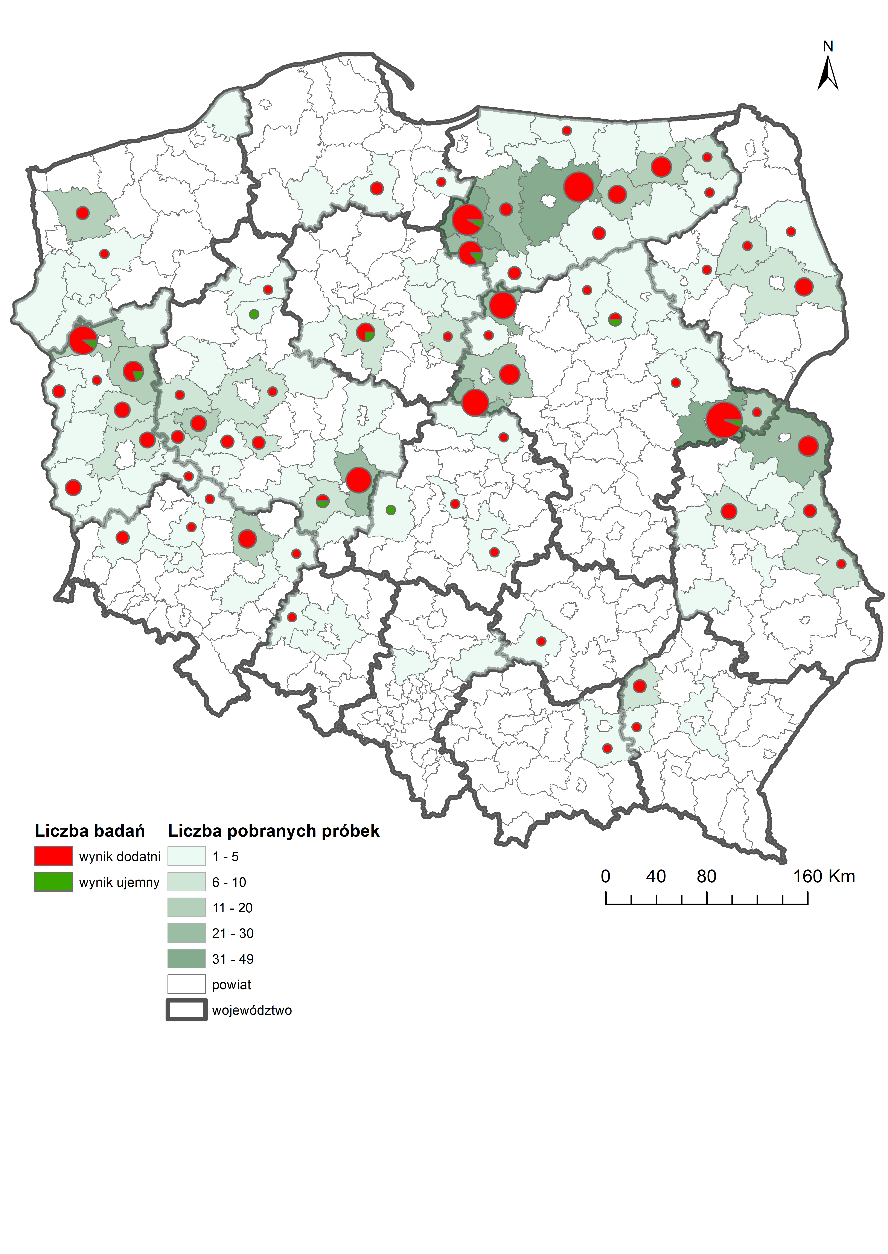 N
Liczba badań
wynik dodatni
wynik ujemny
Liczba pobranych próbek
1 - 5
6 - 10
11 - 20
21 - 30
31 - 49
powiat
województwo
0 40 80 160 Km